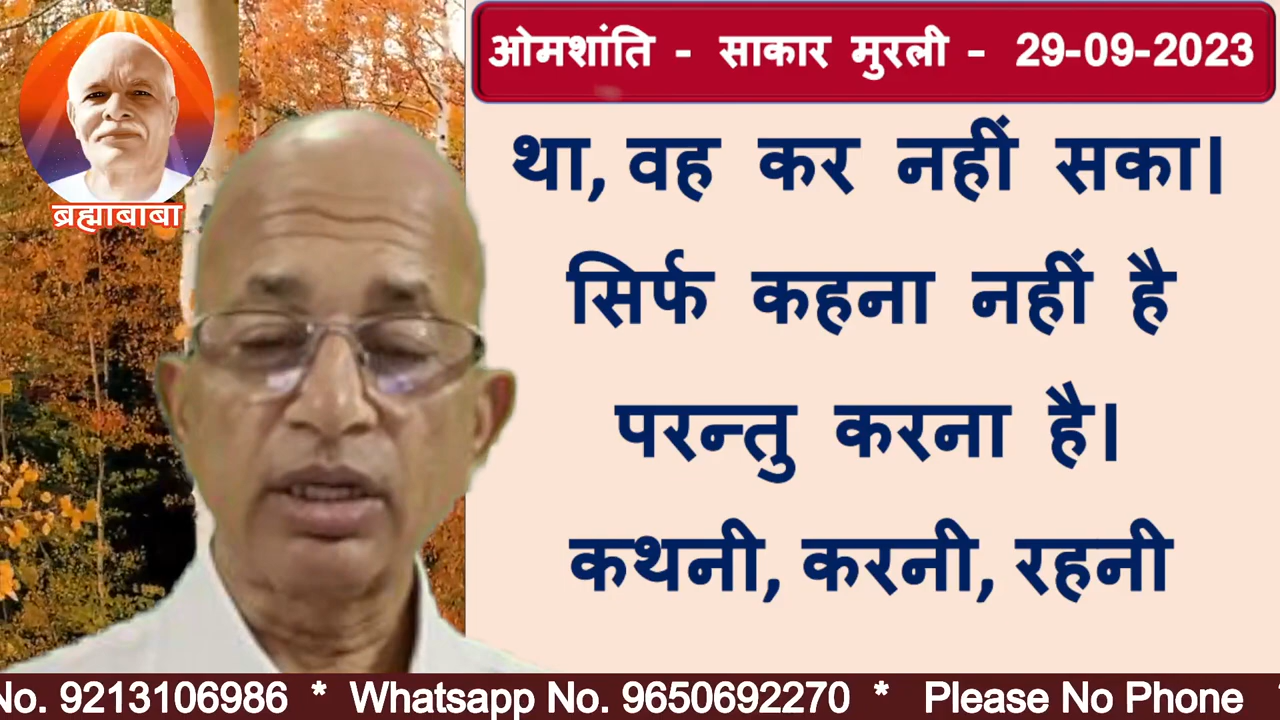 ब्रह्माबाबा
ओमशांति - साकार मुरली - 29-09-2023
था, वह कर नहीं सका।
सिर्फ कहना नहीं है
परन्तु करना है।
कथनी, करनी, रहनी
No. 9213106986 * Whatsapp No. 9650692270 * Please No Phone